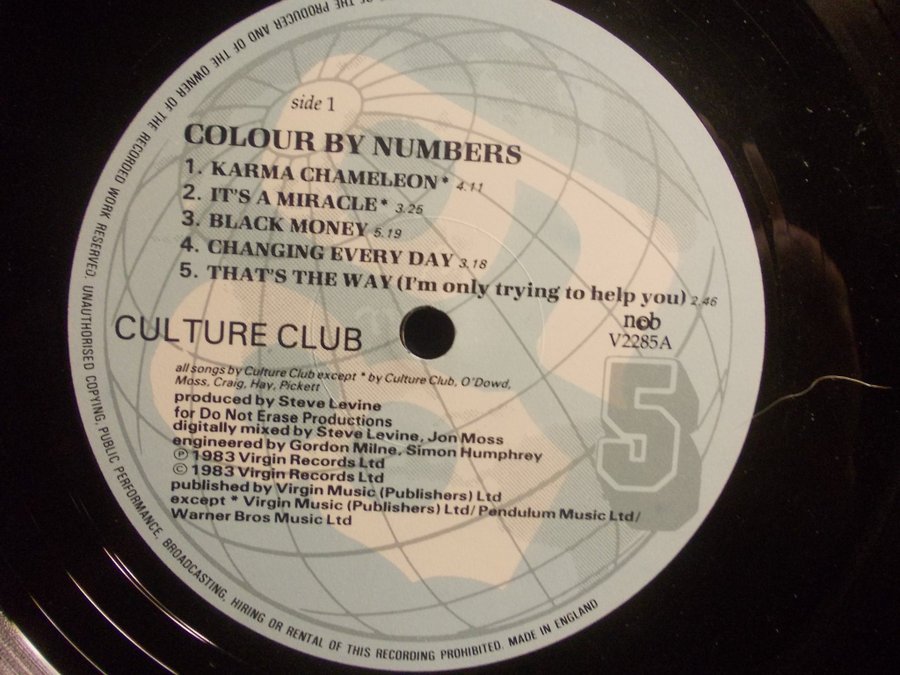 side 1
COLOUR BY NUMBERS
1. KARMA CHAMELEON* 4.11
2. IT'S A MIRACLE* 3.25
3. BLACK MONEY 5.19
4. CHANGING EVERY DAY 3.18
5. THAT'S THE WAY (I'm only trying to help you) 2.46
ncb
V2285A
CULTURE CLUB
all songs by Culture Club except * by Culture Club, O'Dowd,
Moss, Craig, Hay, Pickett
produced by Steve Levine
for Do Not Erase Productions
digitally mixed by Steve Levine, Jon Moss
engineered by Gordon Milne, Simon Humphrey
℗ 1983 Virgin Records Ltd
© 1983 Virgin Records Ltd
published by Virgin Music (Publishers) Ltd
except * Virgin Music (Publishers) Ltd/Pendulum Music Ltd/
Warner Bros Music Ltd
5
OF THE PRODUCER AND OF THE OWNER OF THE RECORDED WORK RESERVED. UNAUTHORISED COPYING, PUBLIC PERFORMANCE, BROADCASTING, HIRING OR RENTAL OF THIS RECORDING PROHIBITED. MADE IN ENGLAND